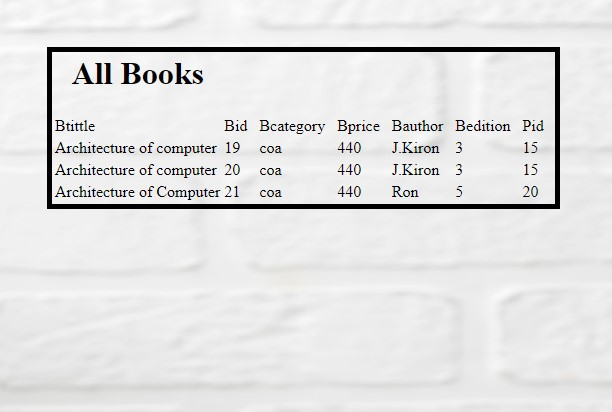 All Books
Btittle Bid Bcategory Bprice Bauthor Bedition Pid
Architecture of computer 19 coa 440 J.Kiron 3 15
Architecture of computer 20 coa 440 J.Kiron 3 15
Architecture of Computer 21 coa 440 Ron 5 20